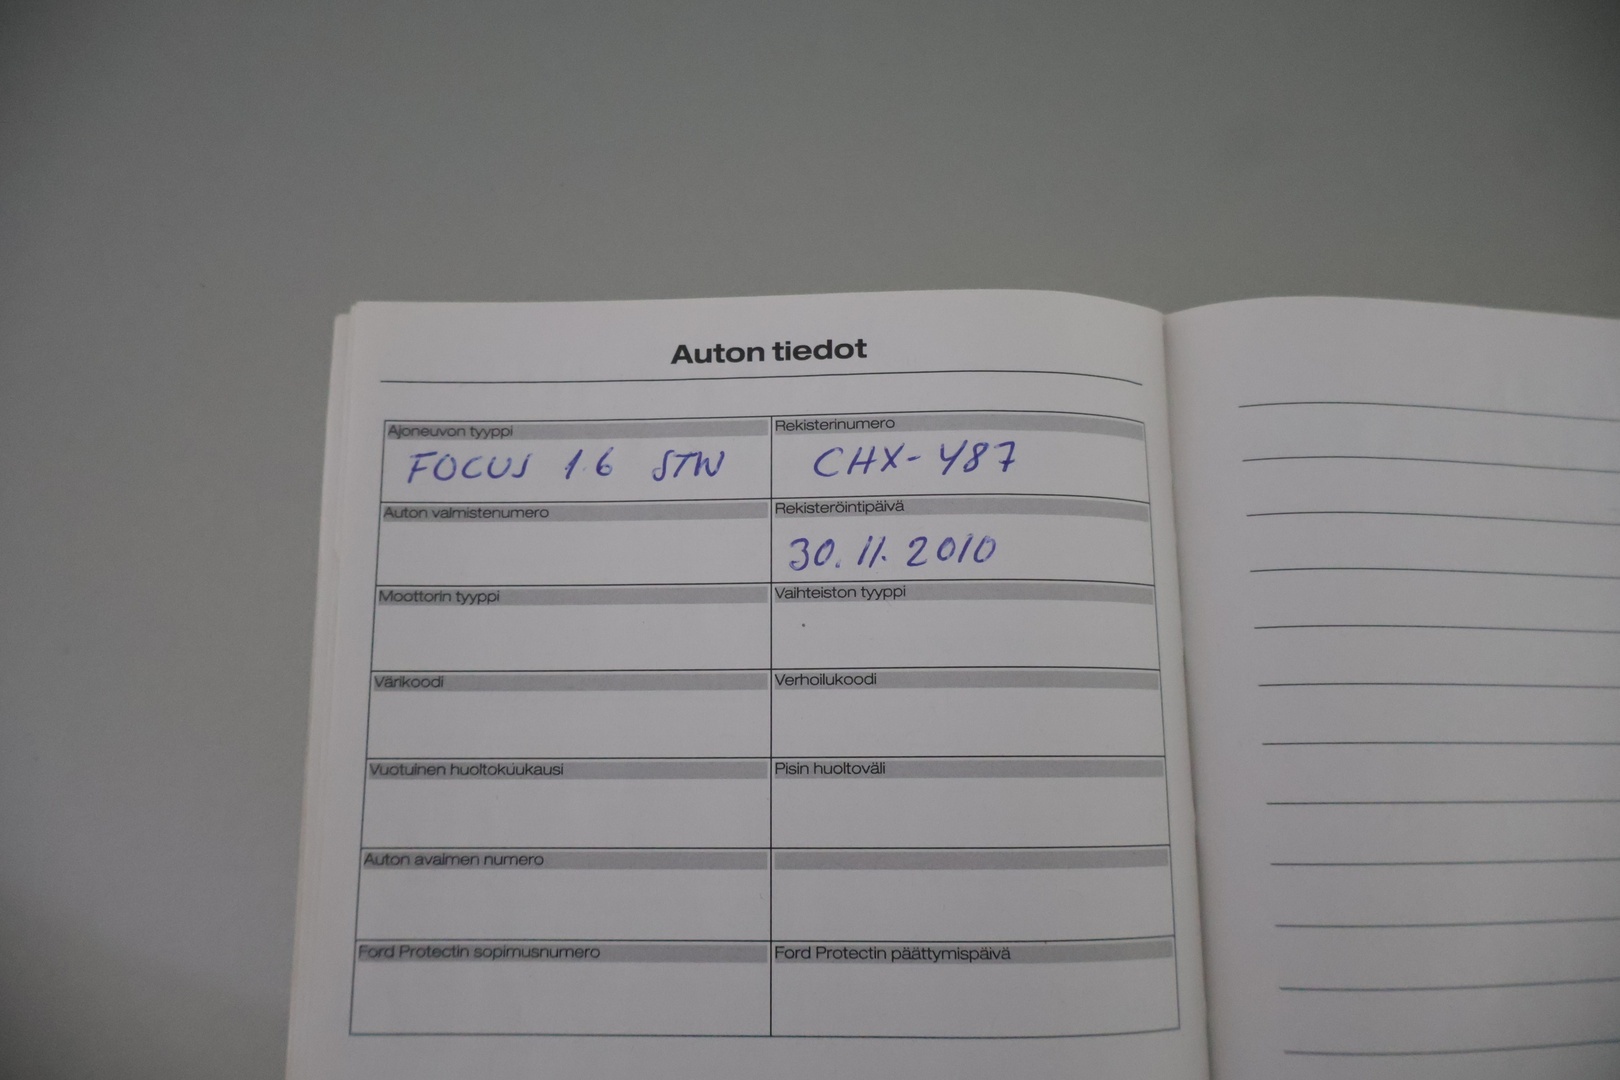 Auton tiedot
Ajoneuvon tyyppi
FOCUS 1.6 STW
Rekisterinumero
CHX-487
Auton valmistenumero
Rekisteröintipäivä
30.11.2010
Moottorin tyyppi
Vaihteiston tyyppi
Värikoodi
Verhoilukoodi
Vuotuinen huoltokuukausi
Pisin huoltoväli
Auton avaimen numero
Ford Protectin sopimusnumero
Ford Protectin päättymispäivä